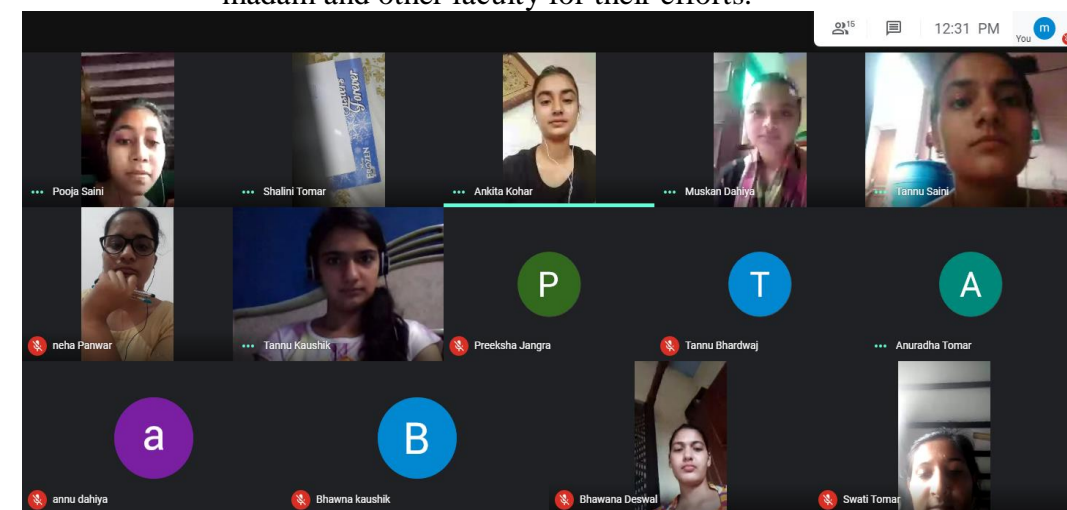 madam and other faculty for their efforts.
15
12:31 PM
You
m
Sisters
Forever
FROZEN
Pooja Saini
Shalini Tomar
Ankita Kohar
Muskan Dahiya
Tannu Saini
P
T
A
neha Panwar
Tannu Kaushik
Preeksha Jangra
Tannu Bhardwaj
Anuradha Tomar
a
B
annu dahiya
Bhawna kaushik
Bhawana Deswal
Swati Tomar